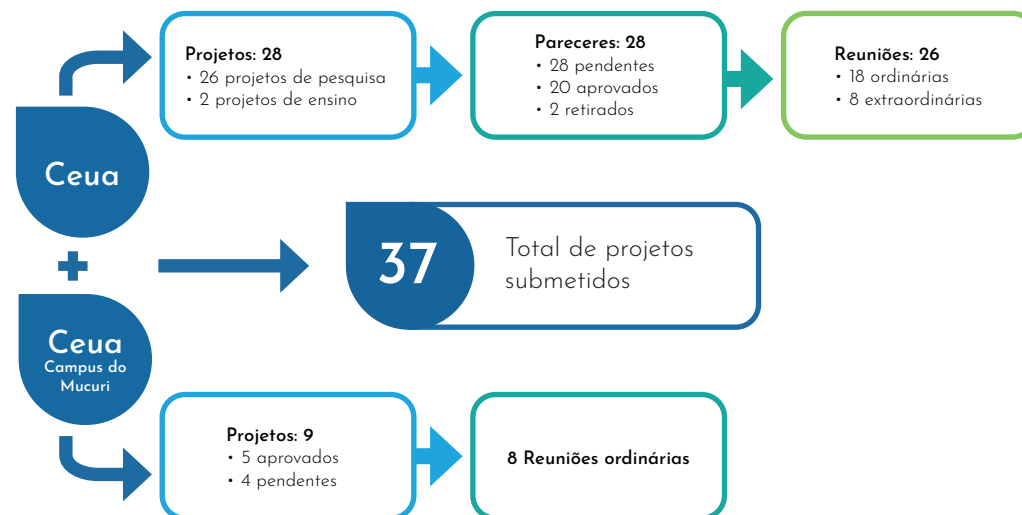 Ceua
Projetos: 28
• 26 projetos de pesquisa
• 2 projetos de ensino
Pareceres: 28
• 28 pendentes
• 20 aprovados
• 2 retirados
Reuniões: 26
• 18 ordinárias
• 8 extraordinárias
+
37
Total de projetos
submetidos
Ceua
Campus do
Mucuri
Projetos: 9
• 5 aprovados
• 4 pendentes
8 Reuniões ordinárias